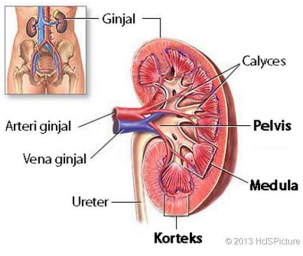 Ginjal
Calyces
Arteri ginjal
Pelvis
Vena ginjal
Medula
Ureter
Korteks
© 2013 HdSPicture